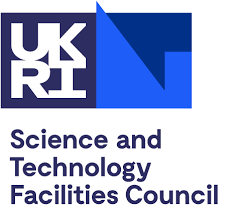 UK
RI
Science and
Technology
Facilities Council